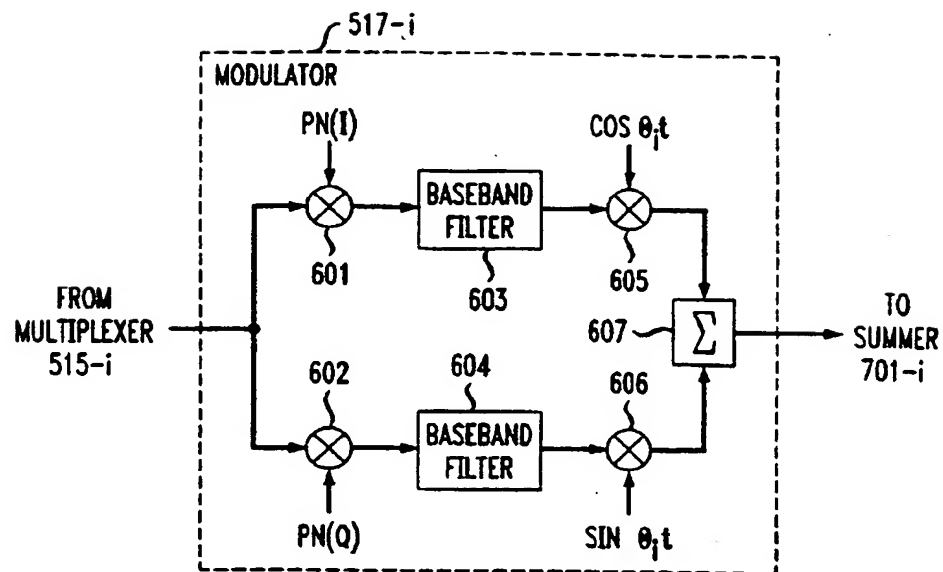 517-i
MODULATOR
PN(I)
COS θit
BASEBAND
FILTER
601
603
605
FROM
MULTIPLEXER
515-i
607
Σ
TO
SUMMER
701-i
602
604
606
BASEBAND
FILTER
PN(Q)
SIN θit